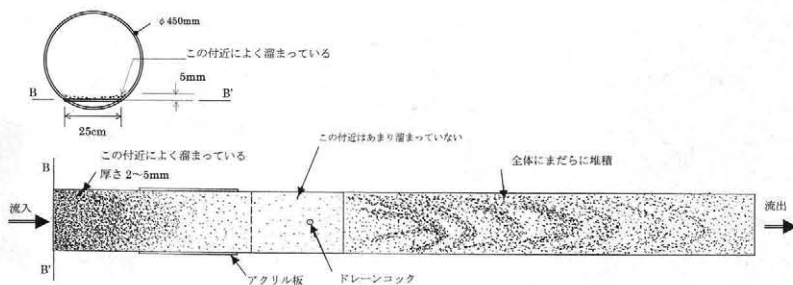 φ450mm
この付近によく溜まっている
5mm
B
B'
25cm
この付近はあまり溜まっていない
この付近によく溜まっている
厚さ2～5mm
全体にまだらに堆積
B
流入
流出
B'
アクリル板
ドレーンコック